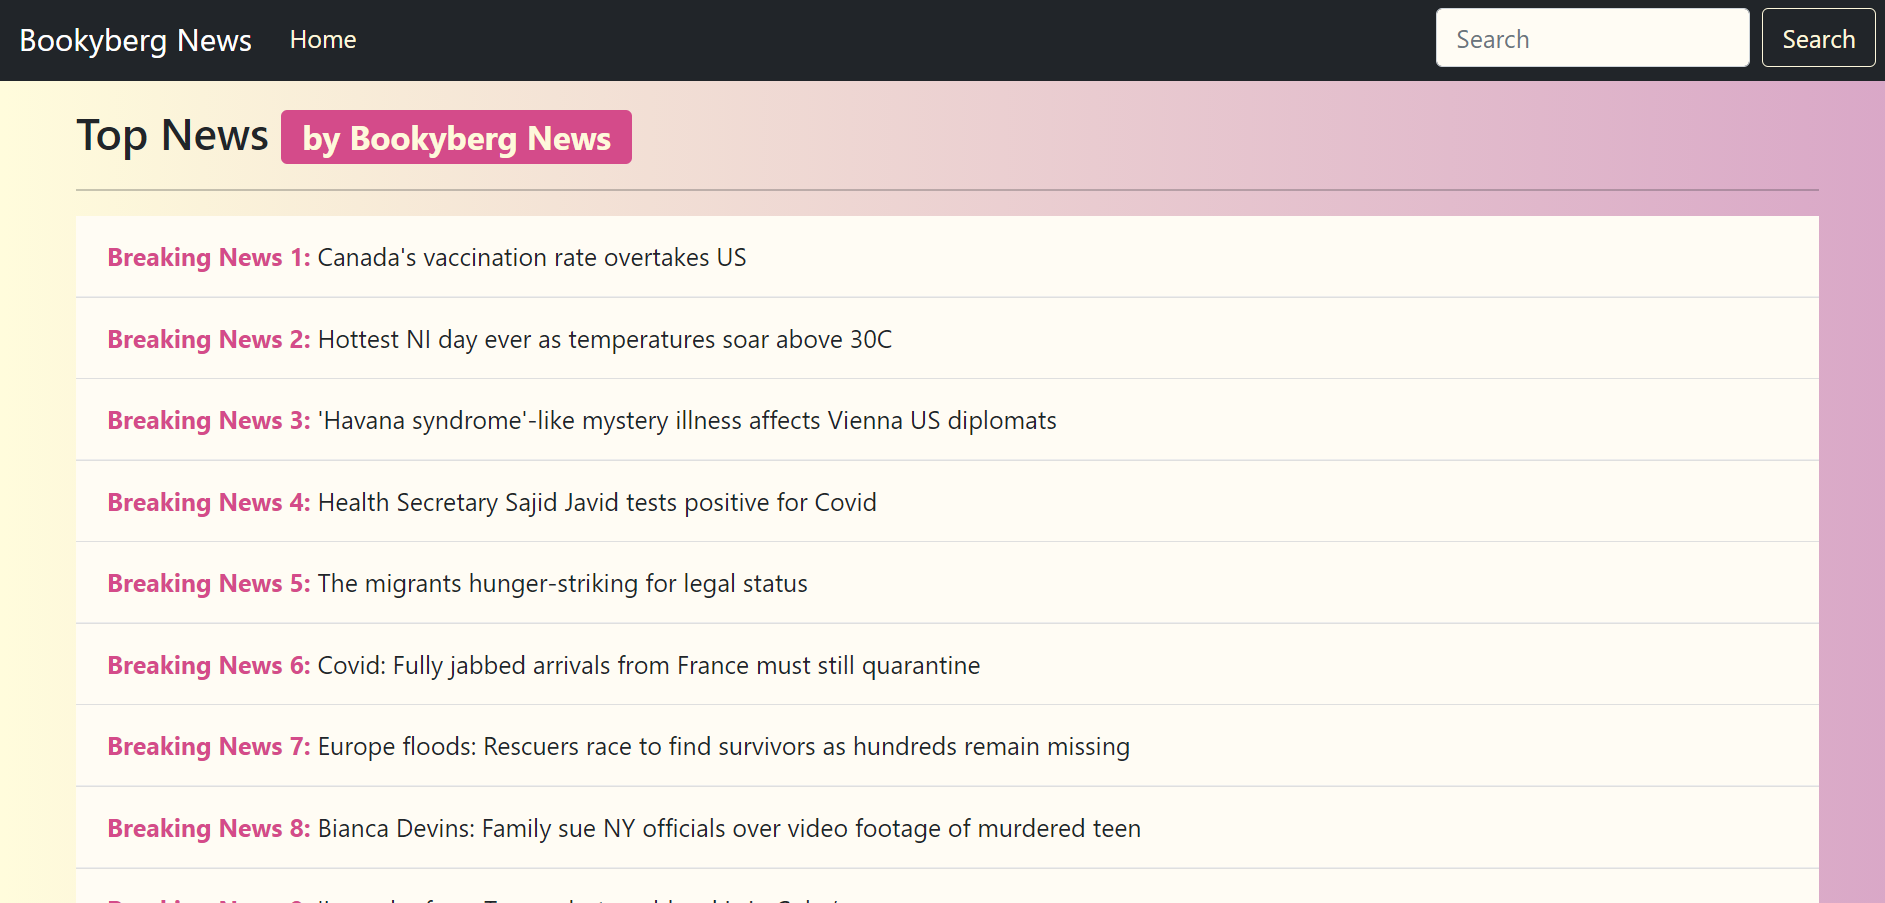 Bookyberg News Home Search Search
Top News by Bookyberg News
Breaking News 1: Canada's vaccination rate overtakes US
Breaking News 2: Hottest NI day ever as temperatures soar above 30C
Breaking News 3: 'Havana syndrome'-like mystery illness affects Vienna US diplomats
Breaking News 4: Health Secretary Sajid Javid tests positive for Covid
Breaking News 5: The migrants hunger-striking for legal status
Breaking News 6: Covid: Fully jabbed arrivals from France must still quarantine
Breaking News 7: Europe floods: Rescuers race to find survivors as hundreds remain missing
Breaking News 8: Bianca Devins: Family sue NY officials over video footage of murdered teen